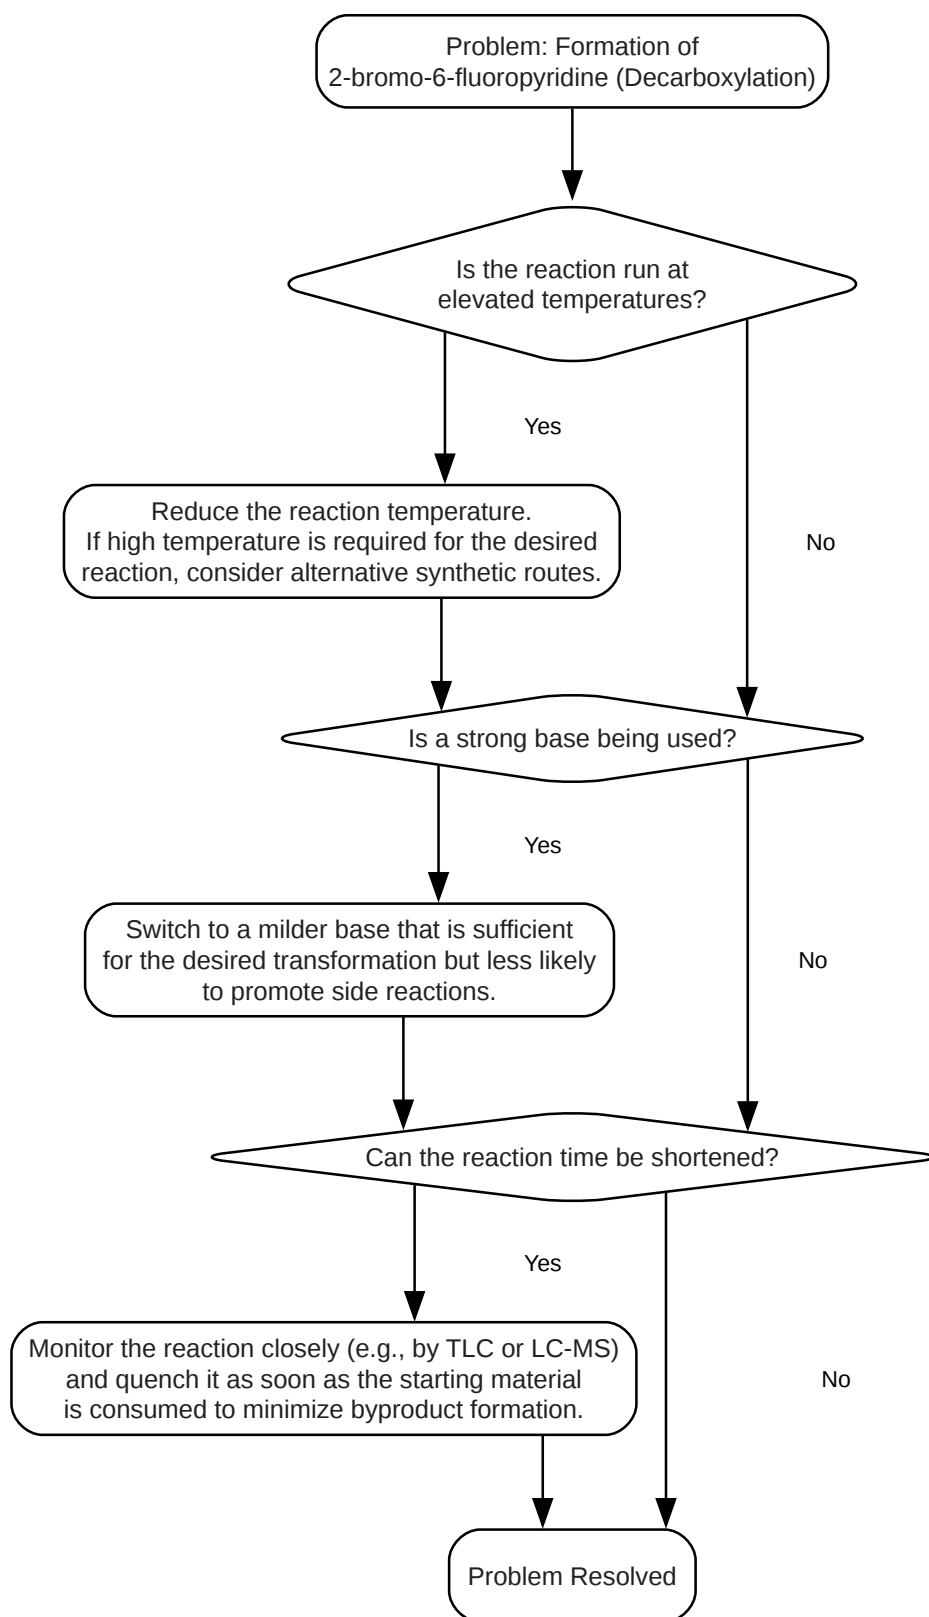 Problem: Formation of
2-bromo-6-fluoropyridine (Decarboxylation)
Is the reaction run at
elevated temperatures?
Yes
Reduce the reaction temperature.
If high temperature is required for the desired
reaction, consider alternative synthetic routes.
No
Is a strong base being used?
Yes
Switch to a milder base that is sufficient
for the desired transformation but less likely
to promote side reactions.
No
Can the reaction time be shortened?
Yes
Monitor the reaction closely (e.g., by TLC or LC-MS)
and quench it as soon as the starting material
is consumed to minimize byproduct formation.
No
Problem Resolved